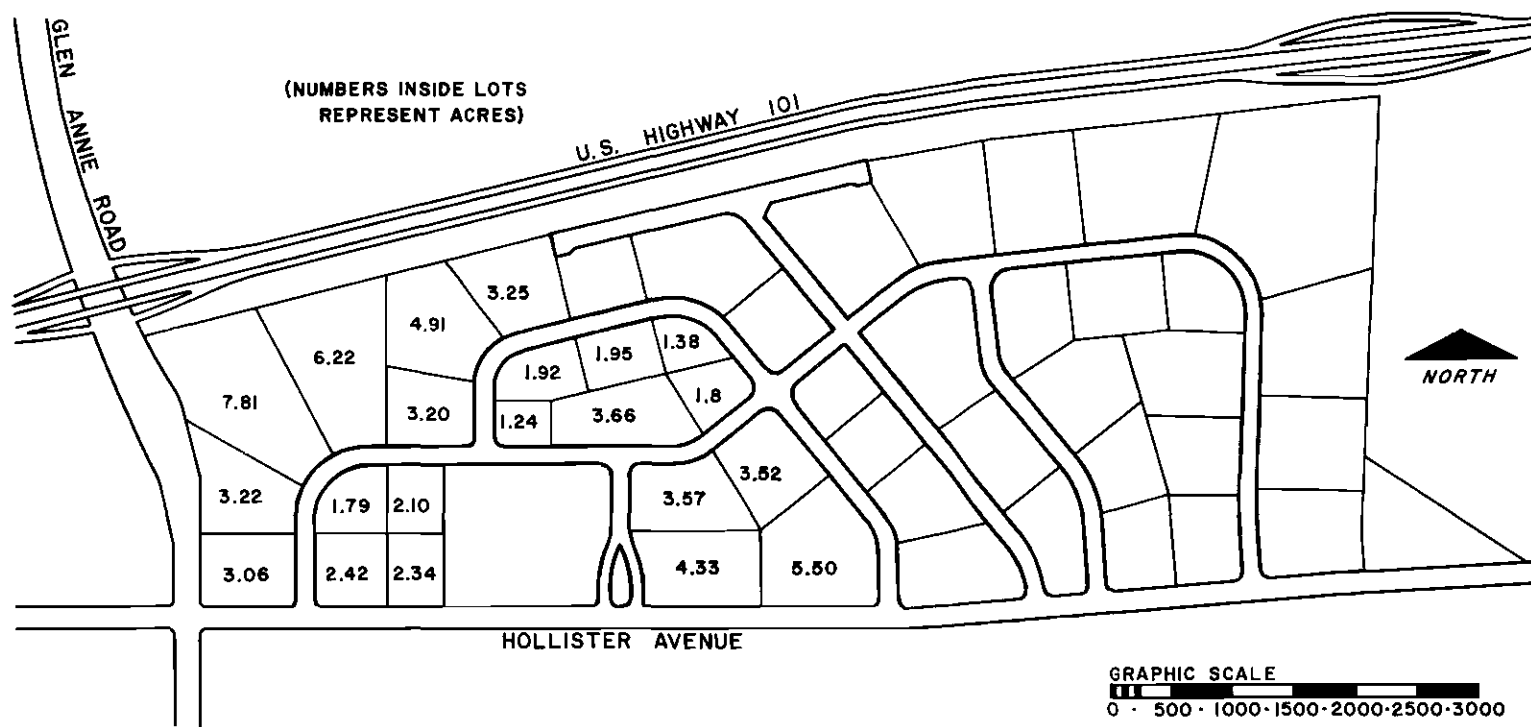 GLEN ANNIE ROAD
(NUMBERS INSIDE LOTS
REPRESENT ACRES)
U.S. HIGHWAY 101
3.25
4.91
6.22
1.38
1.95
1.92
7.81
1.8
3.20
3.66
1.24
3.52
3.22
1.79
2.10
3.57
3.06
2.42
2.34
4.33
5.50
NORTH
HOLLISTER AVENUE
GRAPHIC SCALE
0 · 500 · 1000 · 1500 · 2000 · 2500 · 3000